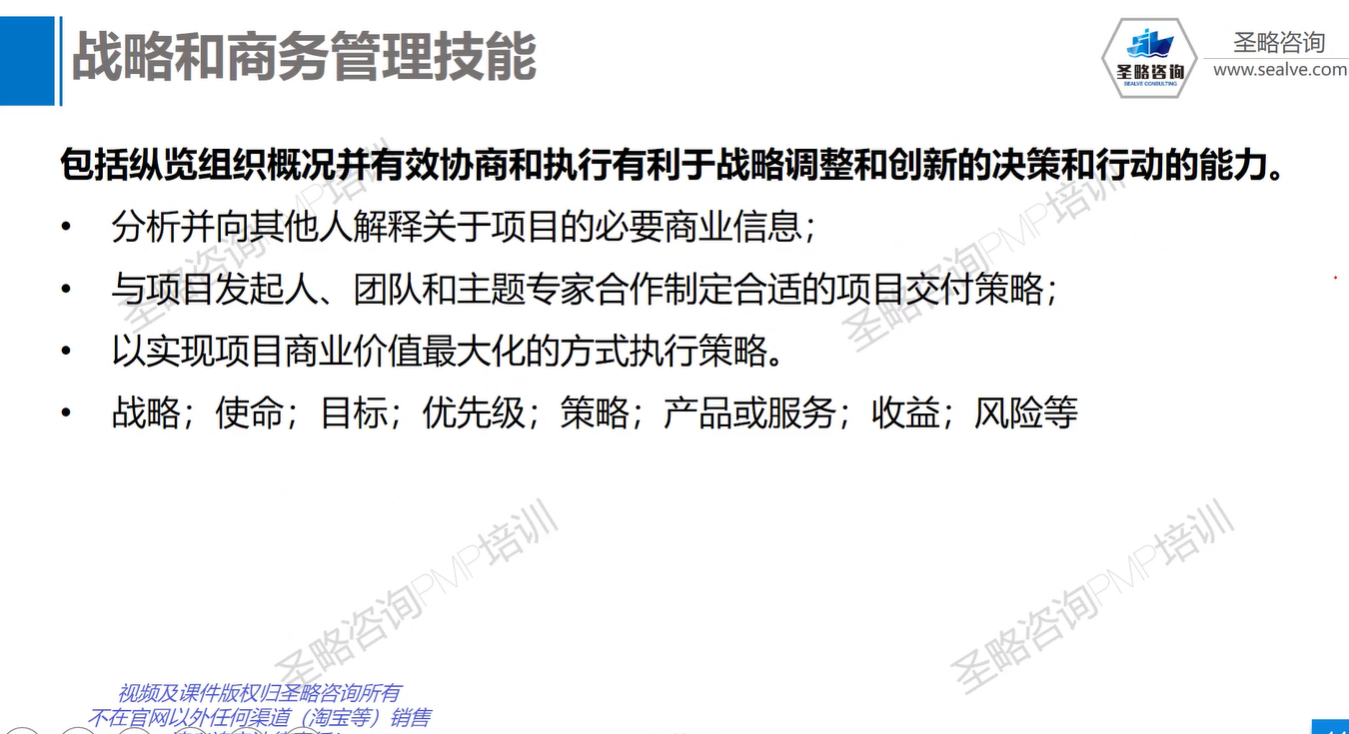 战略和商务管理技能
圣略咨询
SEALVE CONSULTING
圣略咨询
www.sealve.com
包括纵览组织概况并有效协商和执行有利于战略调整和创新的决策和行动的能力。
• 分析并向其他人解释关于项目的必要商业信息；
• 与项目发起人、团队和主题专家合作制定合适的项目交付策略；
• 以实现项目商业价值最大化的方式执行策略。
• 战略；使命；目标；优先级；策略；产品或服务；收益；风险等
圣略咨询PMP培训
圣略咨询PMP培训
圣略咨询PMP培训
圣略咨询PMP培训
视频及课件版权归圣略咨询所有
不在官网以外任何渠道（淘宝等）销售